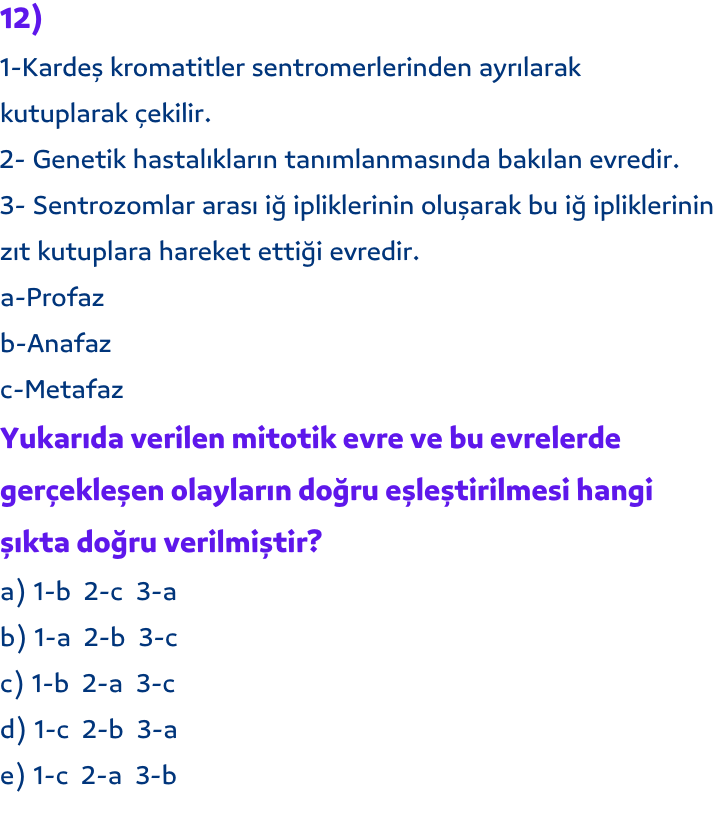 12)
1-Kardeş kromatitler sentromerlerinden ayrılarak
kutuplarak çekilir.
2- Genetik hastalıkların tanımlanmasında bakılan evredir.
3- Sentrozomlar arası iğ ipliklerinin oluşarak bu iğ ipliklerinin
zıt kutuplara hareket ettiği evredir.
a-Profaz
b-Anafaz
c-Metafaz
Yukarıda verilen mitotik evre ve bu evrelerde
gerçekleşen olayların doğru eşleştirilmesi hangi
şıkta doğru verilmiştir?
a) 1-b 2-c 3-a
b) 1-a 2-b 3-c
c) 1-b 2-a 3-c
d) 1-c 2-b 3-a
e) 1-c 2-a 3-b